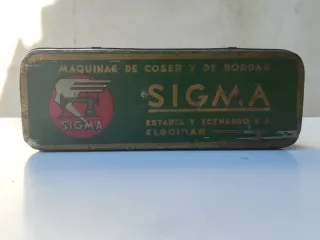 MAQUINAS DE COSER Y DE BORDAR
SIGMA
SIGMA
ESTARTA Y ECENARRO S.A
ELGOIBAR